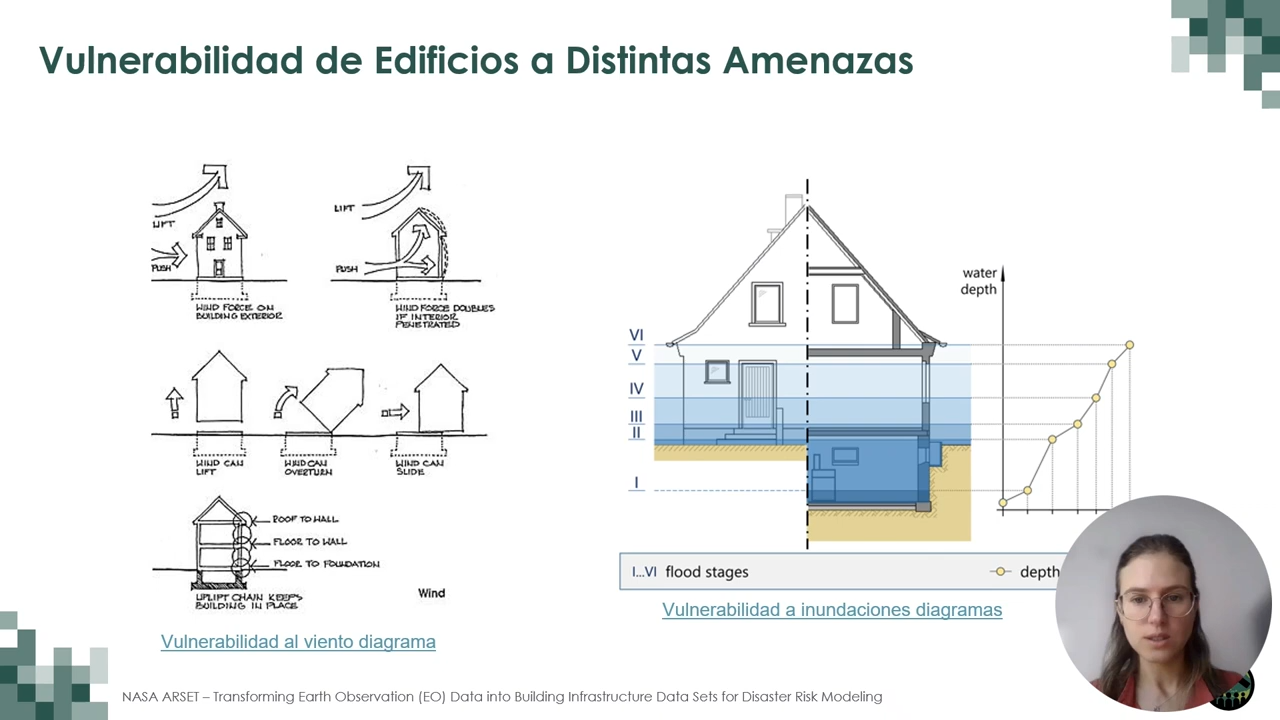 Vulnerabilidad de Edificios a Distintas Amenazas
LIFT
PUSH
WIND FORCE ON
BUILDING EXTERIOR
LIFT
PUSH
WIND FORCE DOUBLES
IF INTERIOR
PENETRATED
WIND CAN
LIFT
WIND CAN
OVERTURN
WIND CAN
SLIDE
ROOF TO WALL
FLOOR TO WALL
FLOOR TO FOUNDATION
UPLIFT CHAIN KEEPS
BUILDING IN PLACE
Wind
Vulnerabilidad al viento diagrama
VI
V
IV
III
II
I
water
depth
I...VI flood stages
depth
Vulnerabilidad a inundaciones diagramas
NASA ARSET – Transforming Earth Observation (EO) Data into Building Infrastructure Data Sets for Disaster Risk Modeling